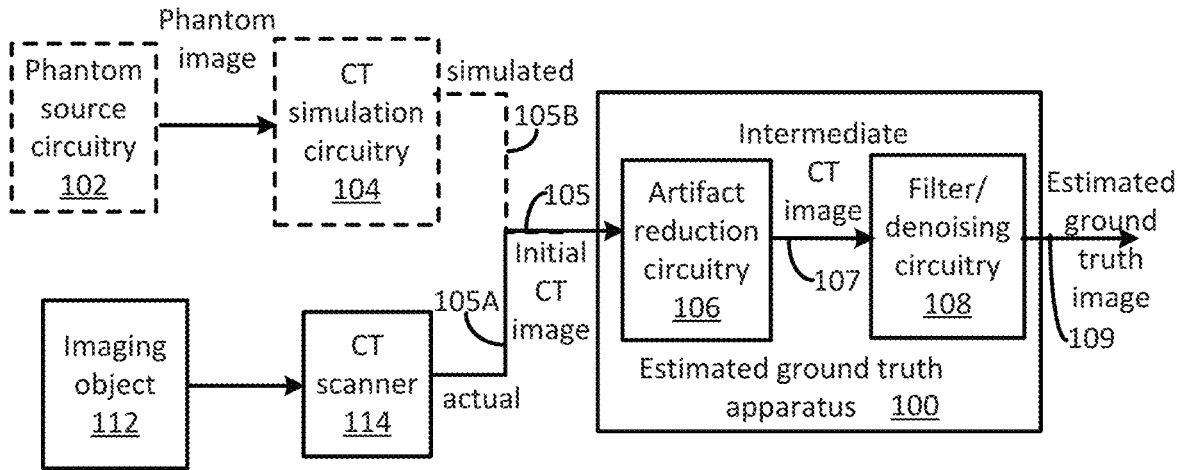 Phantom
image
Phantom
source
circuitry
102
CT
simulation
circuitry
104
simulated
105B
105
Initial
CT
image
105A
actual
Imaging
object
112
CT
scanner
114
Artifact
reduction
circuitry
106
Intermediate
CT
image
107
Filter/
denoising
circuitry
108
Estimated ground truth
apparatus 100
Estimated
ground
truth
image
109